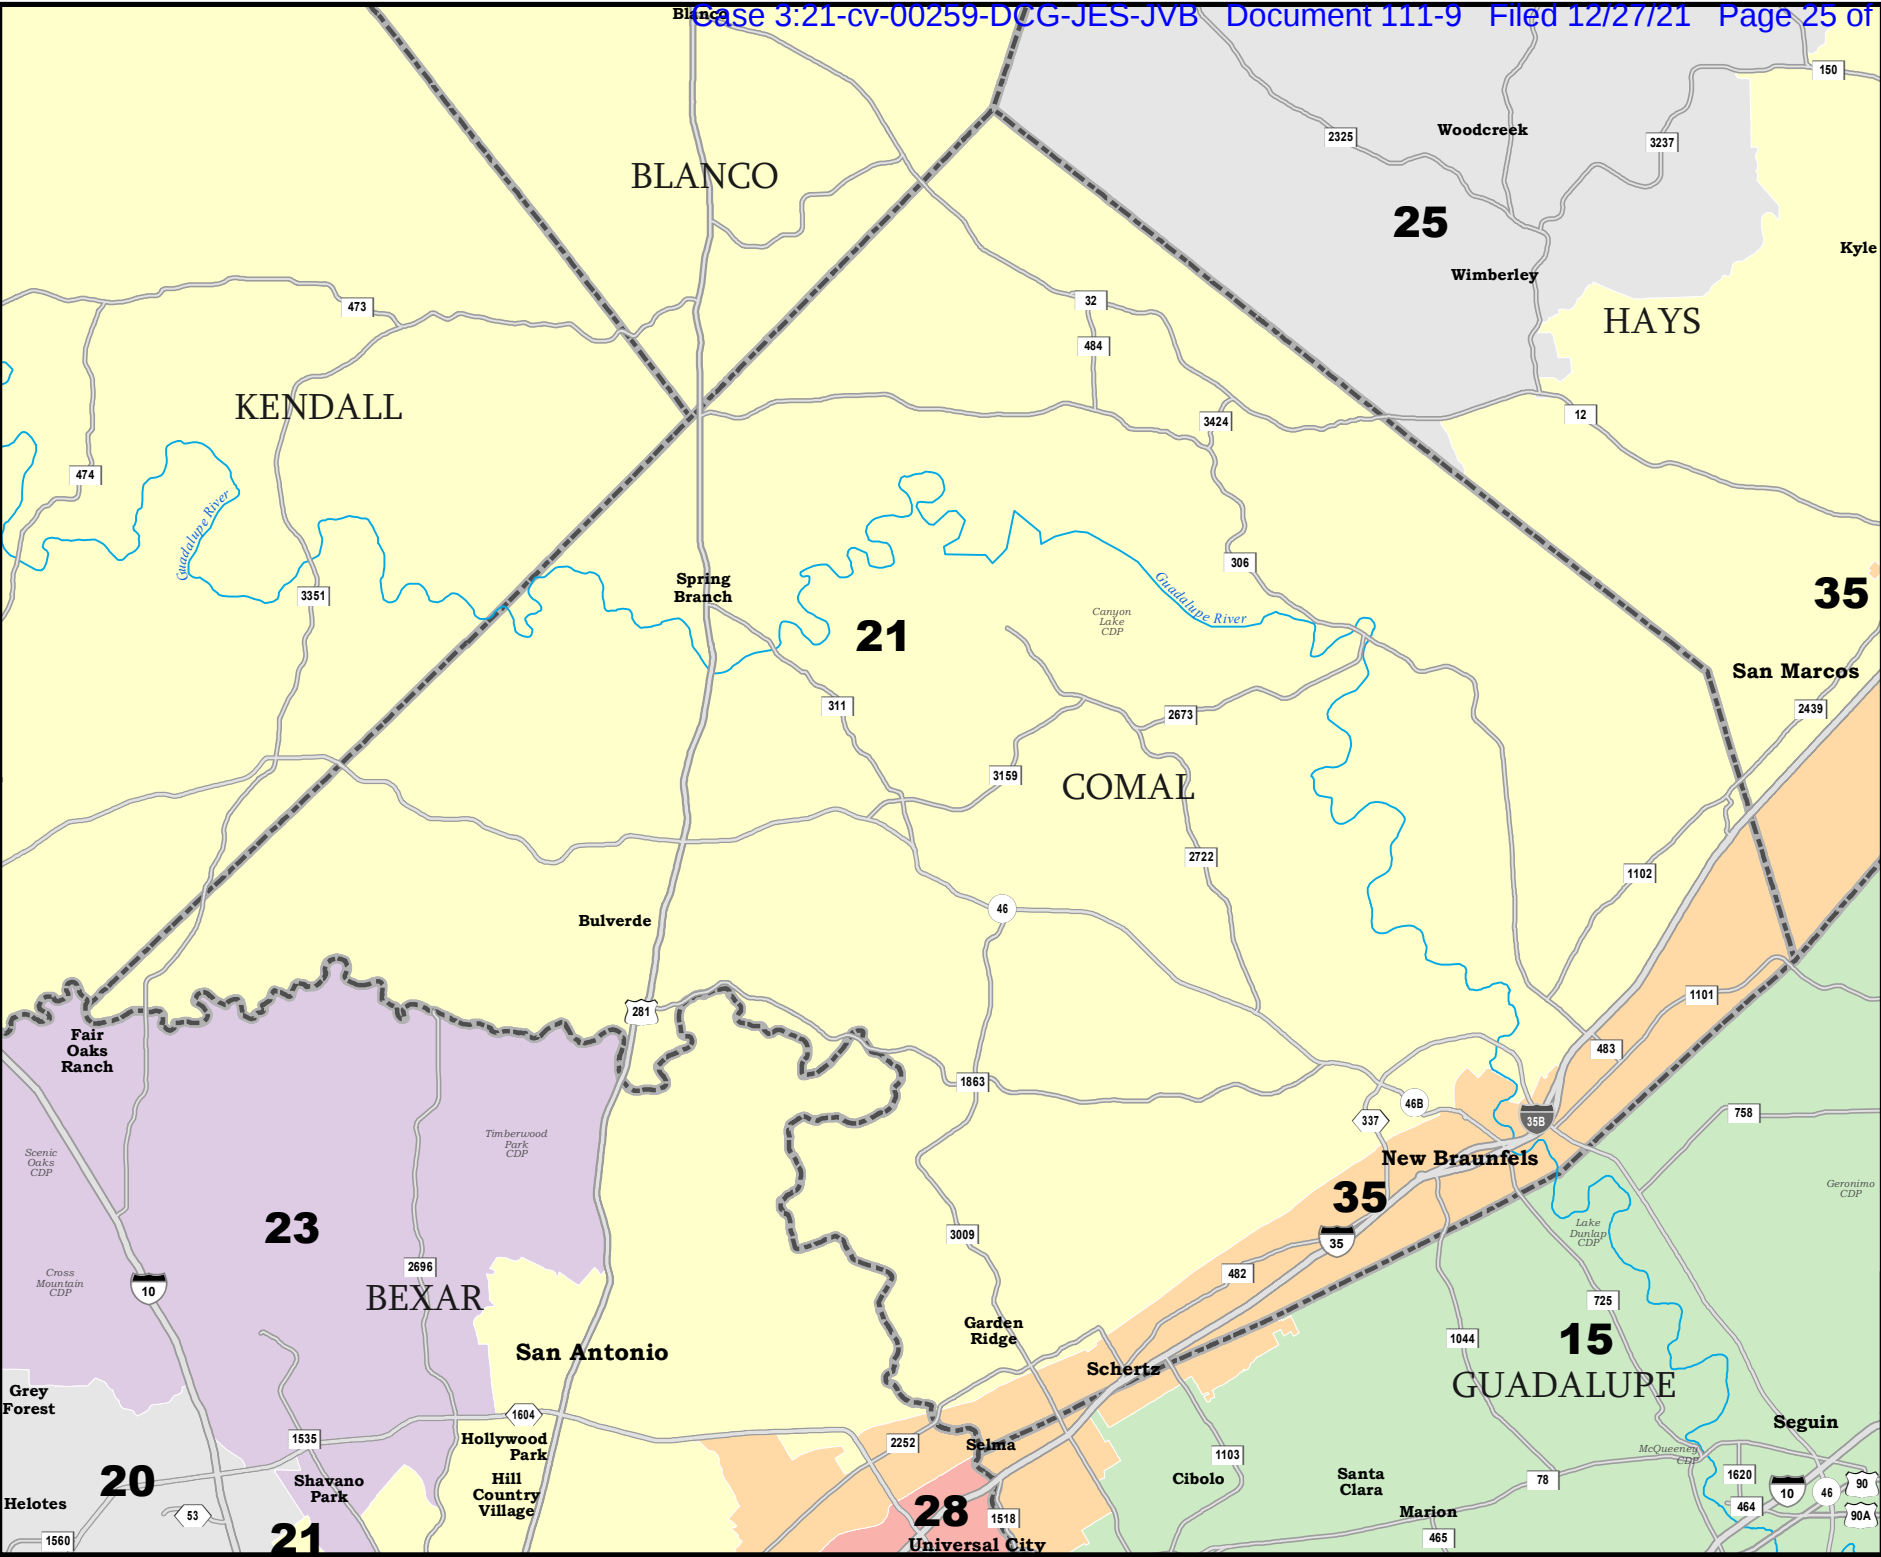 Case 3:21-cv-00259-DCG-JES-JVB Document 111-9 Filed 12/27/21 Page 25 of
Blanco
150
2325
Woodcreek
3237
BLANCO
25
Kyle
Wimberley
32
473
HAYS
484
KENDALL
12
3424
474
Guadalupe River
306
Spring
Branch
3351
Guadalupe River
35
Canyon
Lake
CDP
21
San Marcos
311
2673
2439
3159
COMAL
2722
1102
46
Bulverde
1101
281
Fair
Oaks
Ranch
483
1863
46B
337
35B
758
Timberwood
Park
CDP
Scenic
Oaks
CDP
New Braunfels
35
Geronimo
CDP
23
3009
Lake
Dunlap
CDP
35
2696
482
Cross
Mountain
CDP
10
BEXAR
725
Garden
Ridge
1044
15
San Antonio
Schertz
GUADALUPE
Grey
Forest
1604
Seguin
1535
Hollywood
Park
2252
Selma
1103
McQueeney
CDP
20
Shavano
Park
Hill
Country
Village
Cibolo
Santa
Clara
78
1620
10
46
90
Helotes
53
28
1518
Marion
464
90A
1560
21
Universal City
465